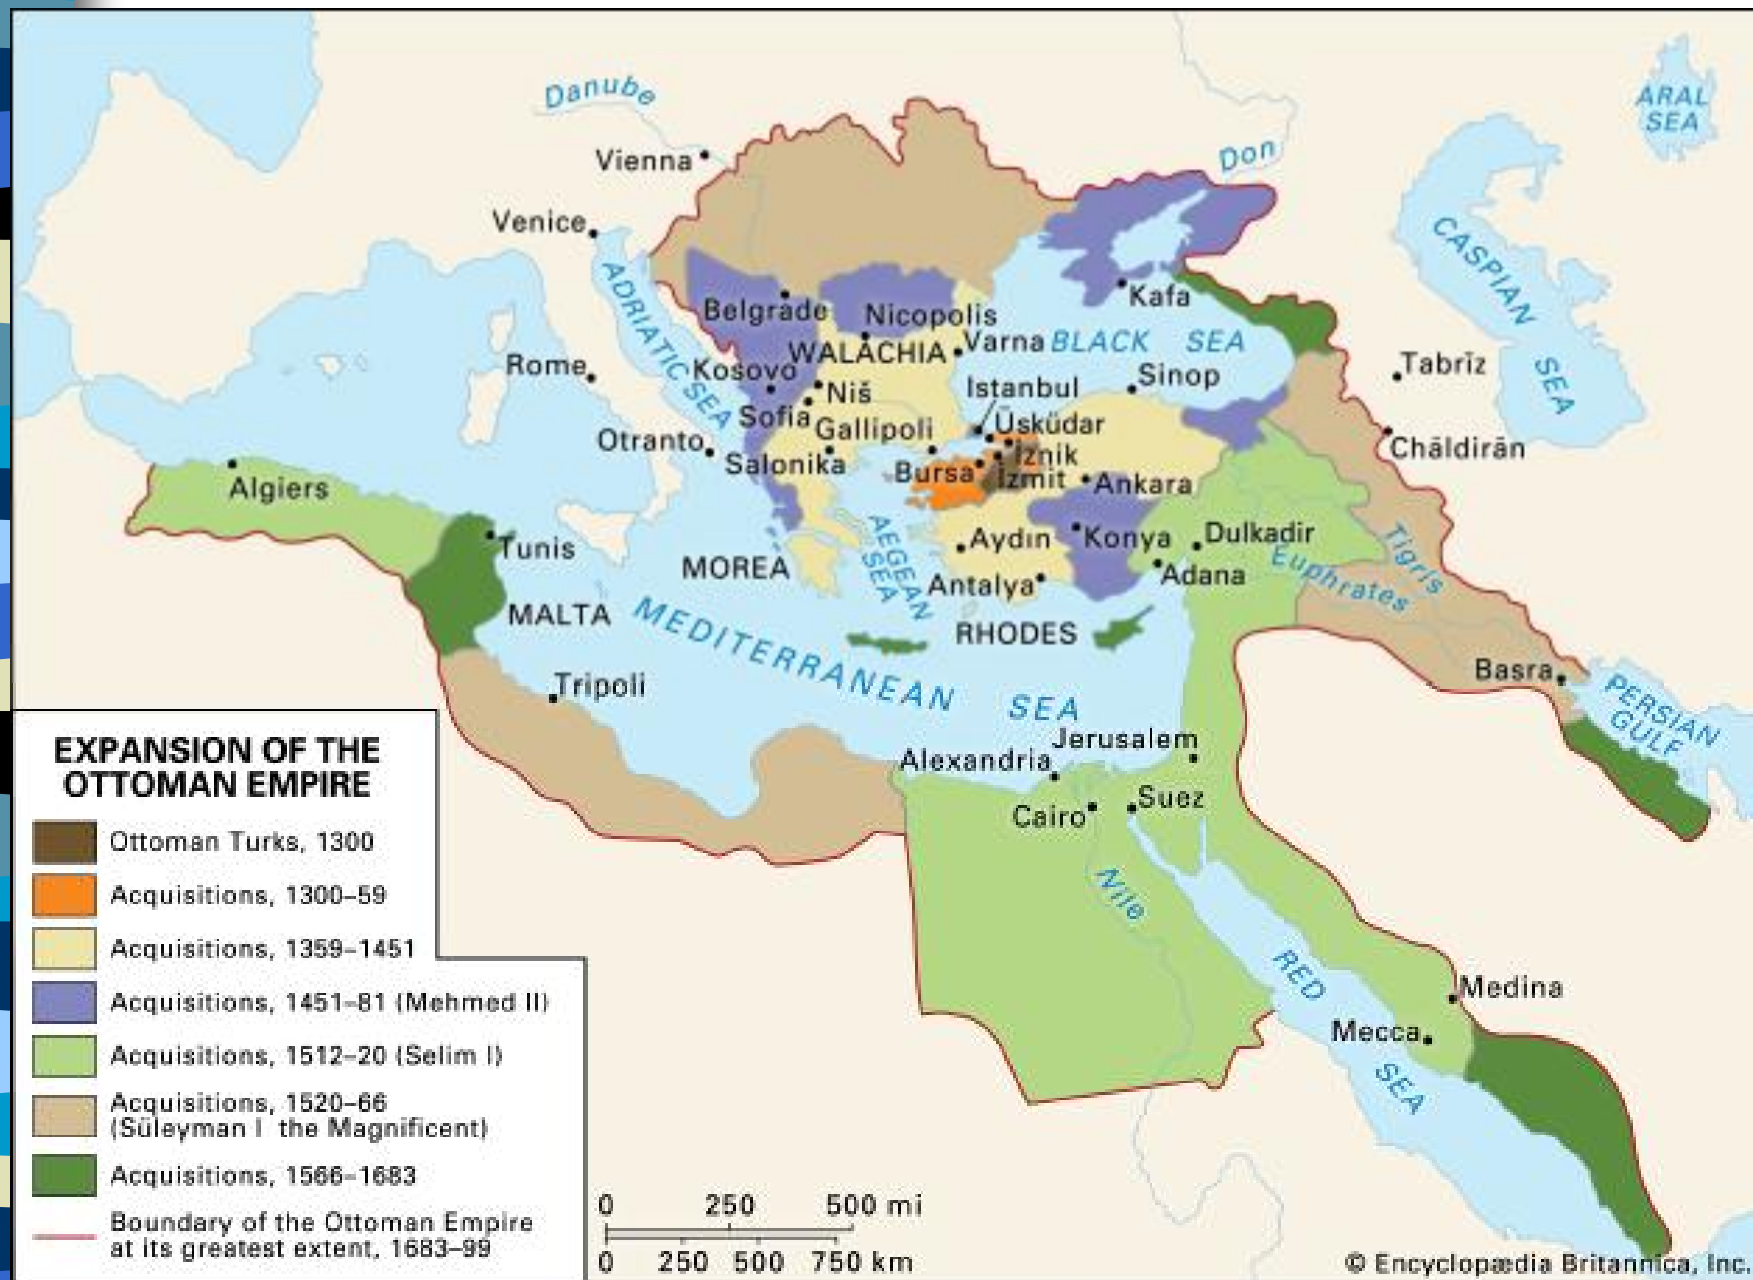 ARAL
SEA
Danube
Don
Vienna
Venice
CASPIAN
SEA
ADRIATIC SEA
Belgrade
Nicopolis
Kafa
WALACHIA
Varna
BLACK SEA
Kosovo
Rome
Niš
Istanbul
Sinop
Tabrīz
Sofia
Gallipoli
Üsküdar
Otranto
Salonika
Bursa
İznik
İzmit
Ankara
Chāldirān
Algiers
Tunis
AEGEAN
SEA
Aydın
Konya
Dulkadir
Tigris
MOREA
Antalya
Adana
Euphrates
MALTA
MEDITERRANEAN SEA
RHODES
Tripoli
Basra
PERSIAN
GULF
Jerusalem
Alexandria
Cairo
Suez
Nile
RED
SEA
Medina
Mecca
EXPANSION OF THE
OTTOMAN EMPIRE
Ottoman Turks, 1300
Acquisitions, 1300–59
Acquisitions, 1359–1451
Acquisitions, 1451–81 (Mehmed II)
Acquisitions, 1512–20 (Selim I)
Acquisitions, 1520–66
(Süleyman I the Magnificent)
Acquisitions, 1566–1683
Boundary of the Ottoman Empire
at its greatest extent, 1683–99
0 250 500 mi
0 250 500 750 km
© Encyclopædia Britannica, Inc.